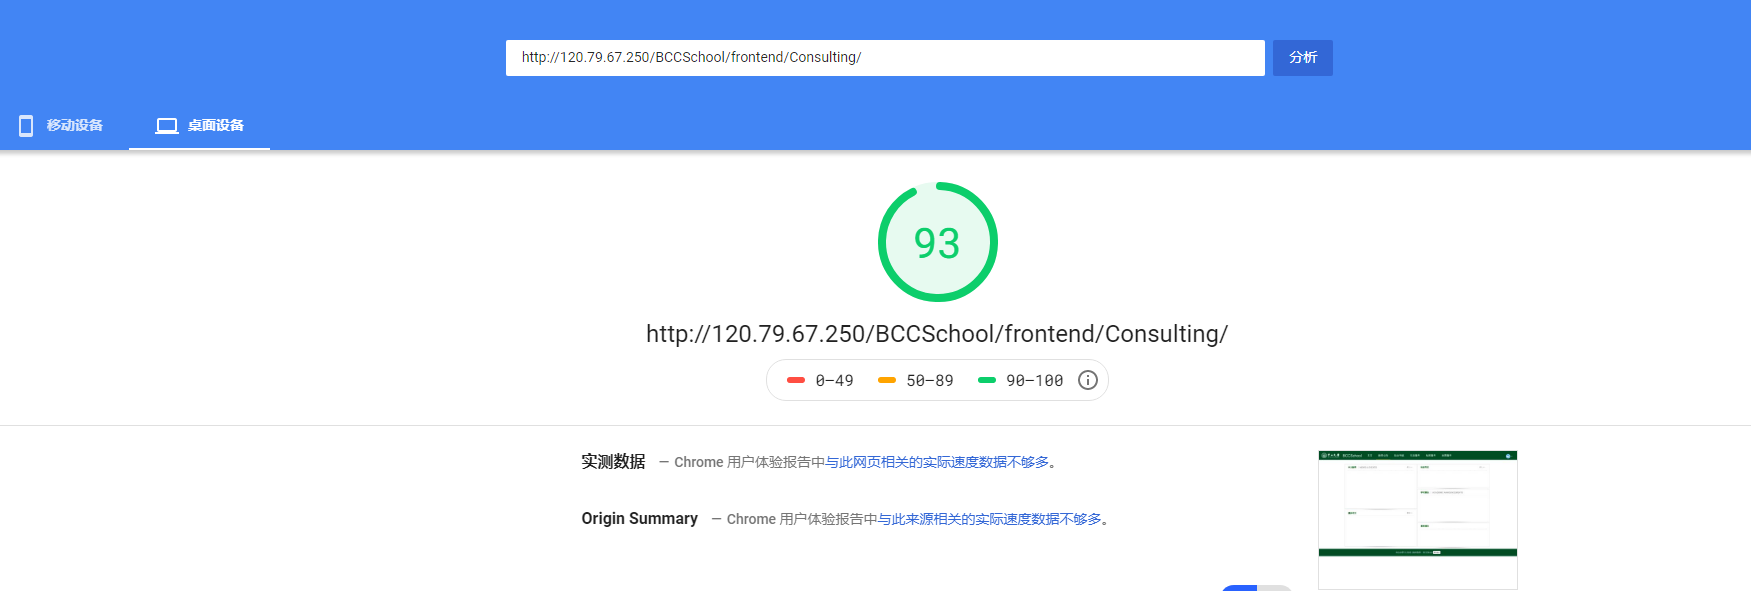 http://120.79.67.250/BCCSchool/frontend/Consulting/
分析
移动设备
桌面设备
93
http://120.79.67.250/BCCSchool/frontend/Consulting/
0–49
50–89
90–100
实测数据 — Chrome 用户体验报告中与此网页相关的实际速度数据不够多。
Origin Summary — Chrome 用户体验报告中与此来源相关的实际速度数据不够多。
BCCSchool